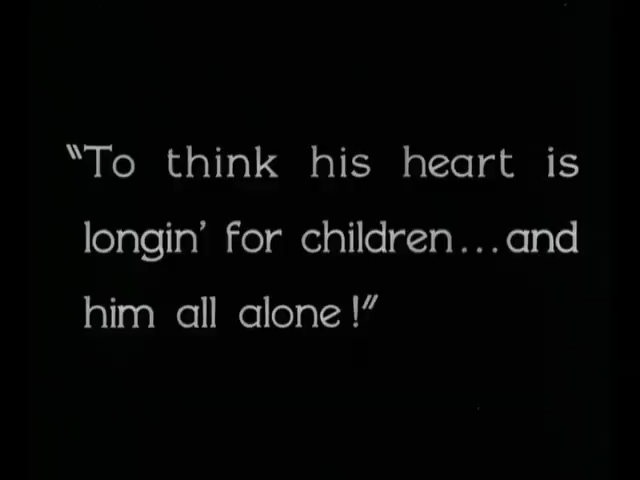 “To think his heart is
longin’ for children...and
him all alone!”